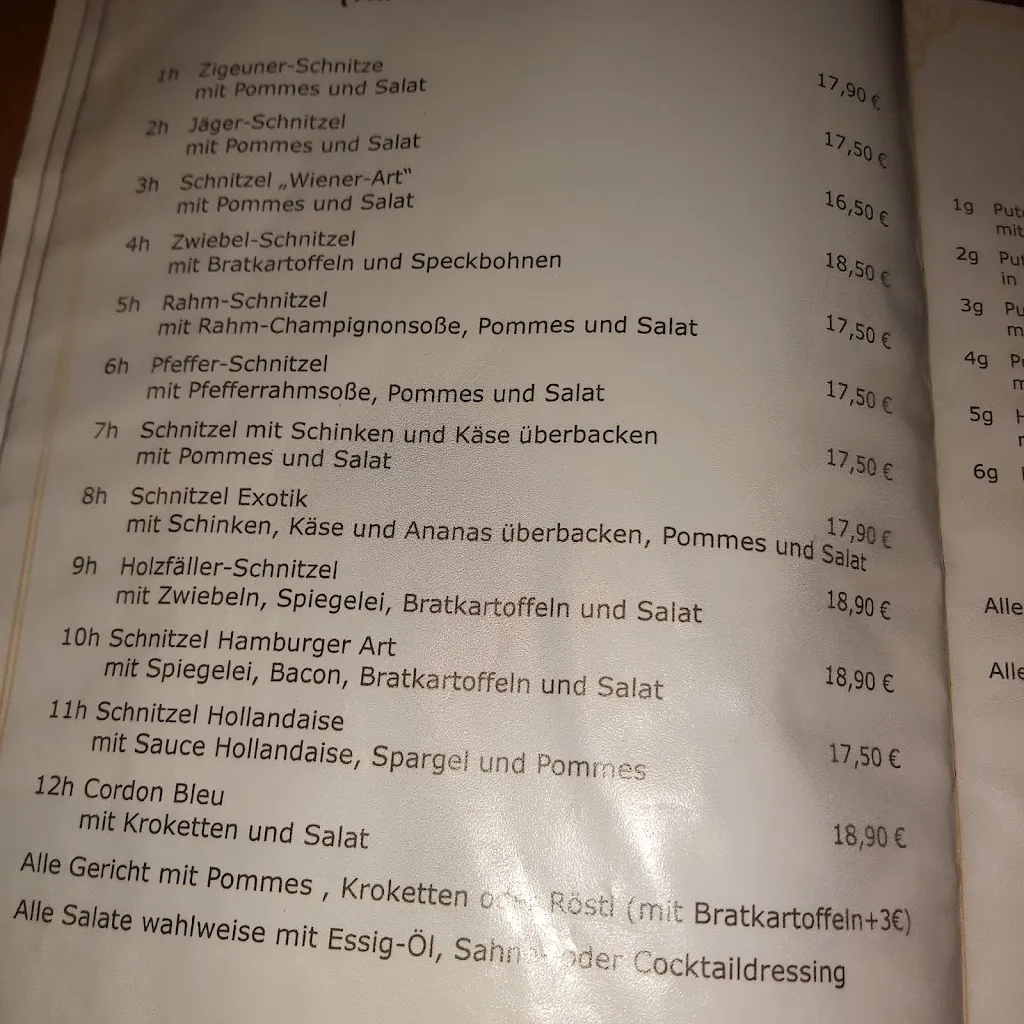 1h Zigeuner-Schnitze
mit Pommes und Salat
17,90 €
2h Jäger-Schnitzel
mit Pommes und Salat
17,50 €
3h Schnitzel „Wiener-Art“
mit Pommes und Salat
16,50 €
4h Zwiebel-Schnitzel
mit Bratkartoffeln und Speckbohnen
18,50 €
5h Rahm-Schnitzel
mit Rahm-Champignonsoße, Pommes und Salat
17,50 €
6h Pfeffer-Schnitzel
mit Pfefferrahmsoße, Pommes und Salat
17,50 €
7h Schnitzel mit Schinken und Käse überbacken
mit Pommes und Salat
17,50 €
8h Schnitzel Exotik
mit Schinken, Käse und Ananas überbacken, Pommes und Salat
17,90 €
9h Holzfäller-Schnitzel
mit Zwiebeln, Spiegelei, Bratkartoffeln und Salat
18,90 €
10h Schnitzel Hamburger Art
mit Spiegelei, Bacon, Bratkartoffeln und Salat
18,90 €
11h Schnitzel Hollandaise
mit Sauce Hollandaise, Spargel und Pommes
17,50 €
12h Cordon Bleu
mit Kroketten und Salat
18,90 €
Alle Gericht mit Pommes , Kroketten oder Rösti (mit Bratkartoffeln+3€)
Alle Salate wahlweise mit Essig-Öl, oder Cocktaildressing
1g
mit
2g
in
3g
4g
5g
6g
Alle
Alle